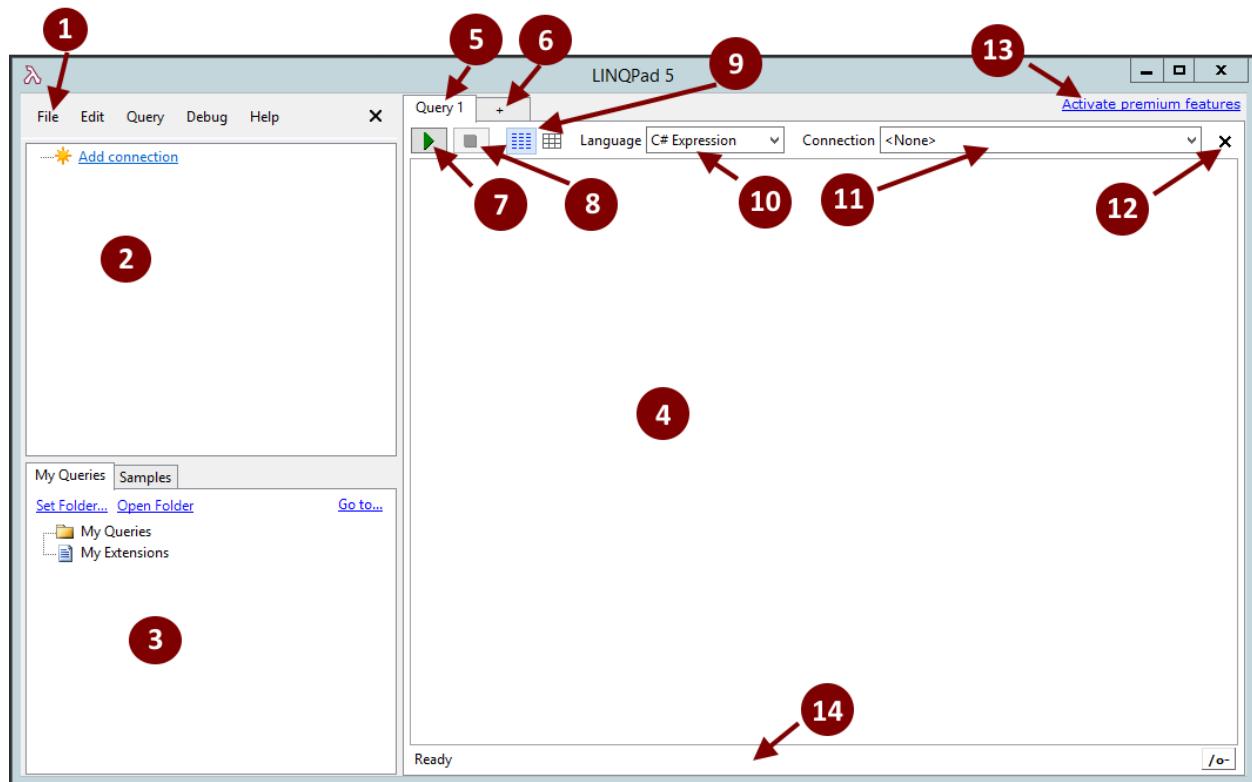 1
5
6
9
13
LINQPad 5
File Edit Query Debug Help
Query 1 +
Activate premium features
Language C# Expression Connection <None>
Add connection
7
8
10
11
12
2
4
My Queries Samples
Set Folder... Open Folder Go to...
My Queries
My Extensions
3
14
Ready /o-